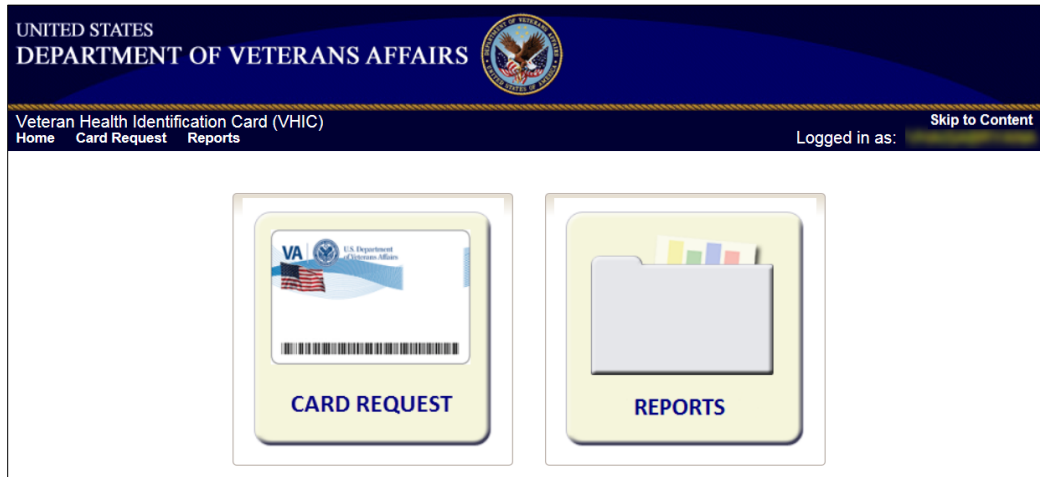 UNITED STATES
DEPARTMENT OF VETERANS AFFAIRS
Veteran Health Identification Card (VHIC)
Skip to Content
Home Card Request Reports
Logged in as:
VA
U.S. Department
of Veterans Affairs
CARD REQUEST
REPORTS